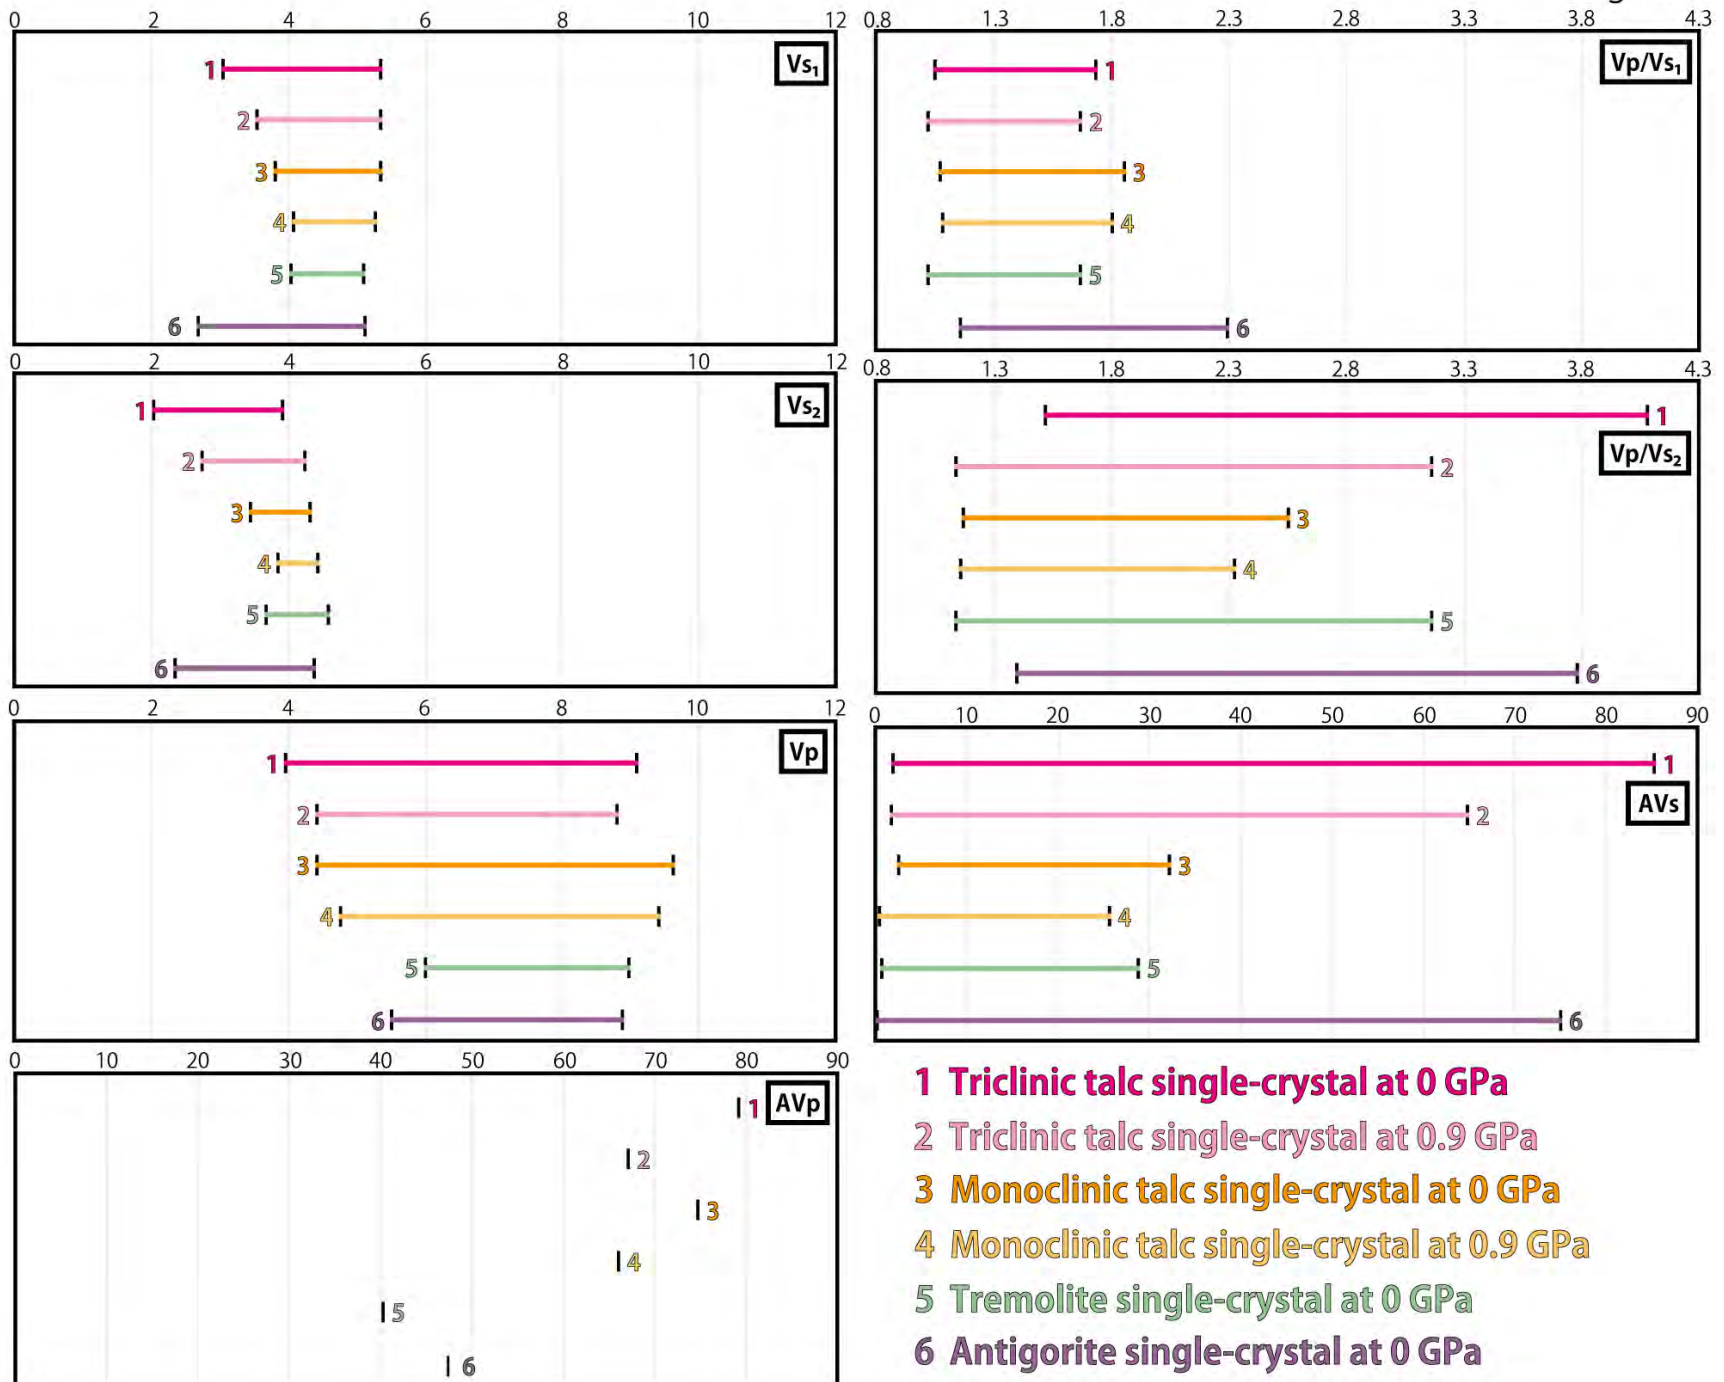 0 2 4 6 8 10 12
Vs₁
1
2
3
4
5
6
0.8 1.3 1.8 2.3 2.8 3.3 3.8 4.3
Vp/Vs₁
1
2
3
4
5
6
0 2 4 6 8 10 12
Vs₂
1
2
3
4
5
6
0.8 1.3 1.8 2.3 2.8 3.3 3.8 4.3
1
Vp/Vs₂
2
3
4
5
6
0 2 4 6 8 10 12
Vp
1
2
3
4
5
6
0 10 20 30 40 50 60 70 80 90
1
AVs
2
3
4
5
6
0 10 20 30 40 50 60 70 80 90
1 AVp
2
3
4
5
6
1 Triclinic talc single-crystal at 0 GPa
2 Triclinic talc single-crystal at 0.9 GPa
3 Monoclinic talc single-crystal at 0 GPa
4 Monoclinic talc single-crystal at 0.9 GPa
5 Tremolite single-crystal at 0 GPa
6 Antigorite single-crystal at 0 GPa